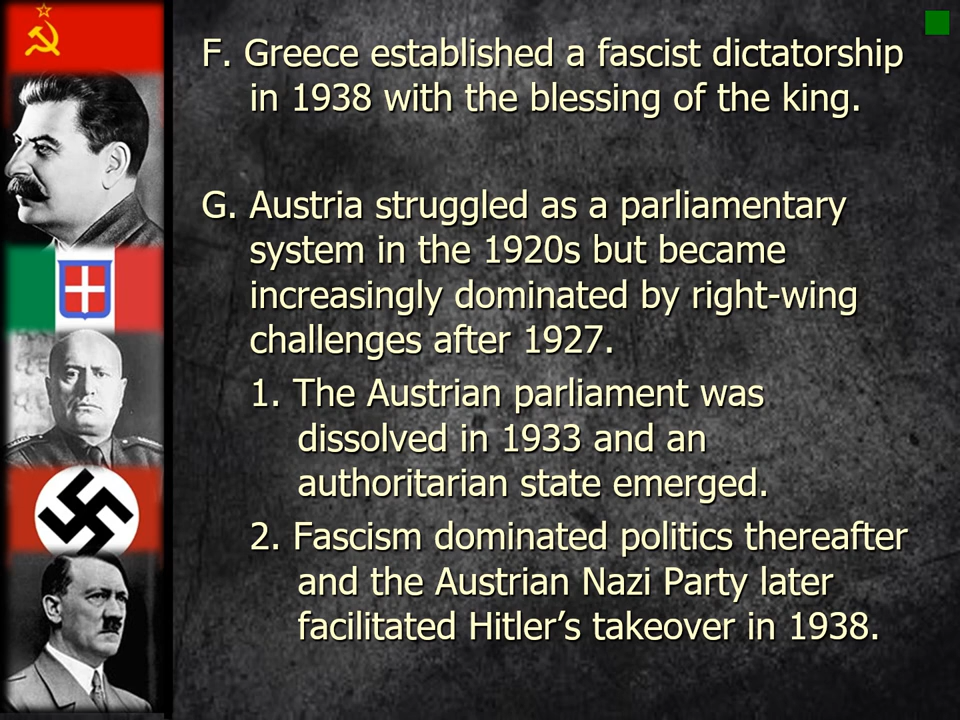 F. Greece established a fascist dictatorship
in 1938 with the blessing of the king.
G. Austria struggled as a parliamentary
system in the 1920s but became
increasingly dominated by right-wing
challenges after 1927.
1. The Austrian parliament was
dissolved in 1933 and an
authoritarian state emerged.
2. Fascism dominated politics thereafter
and the Austrian Nazi Party later
facilitated Hitler’s takeover in 1938.